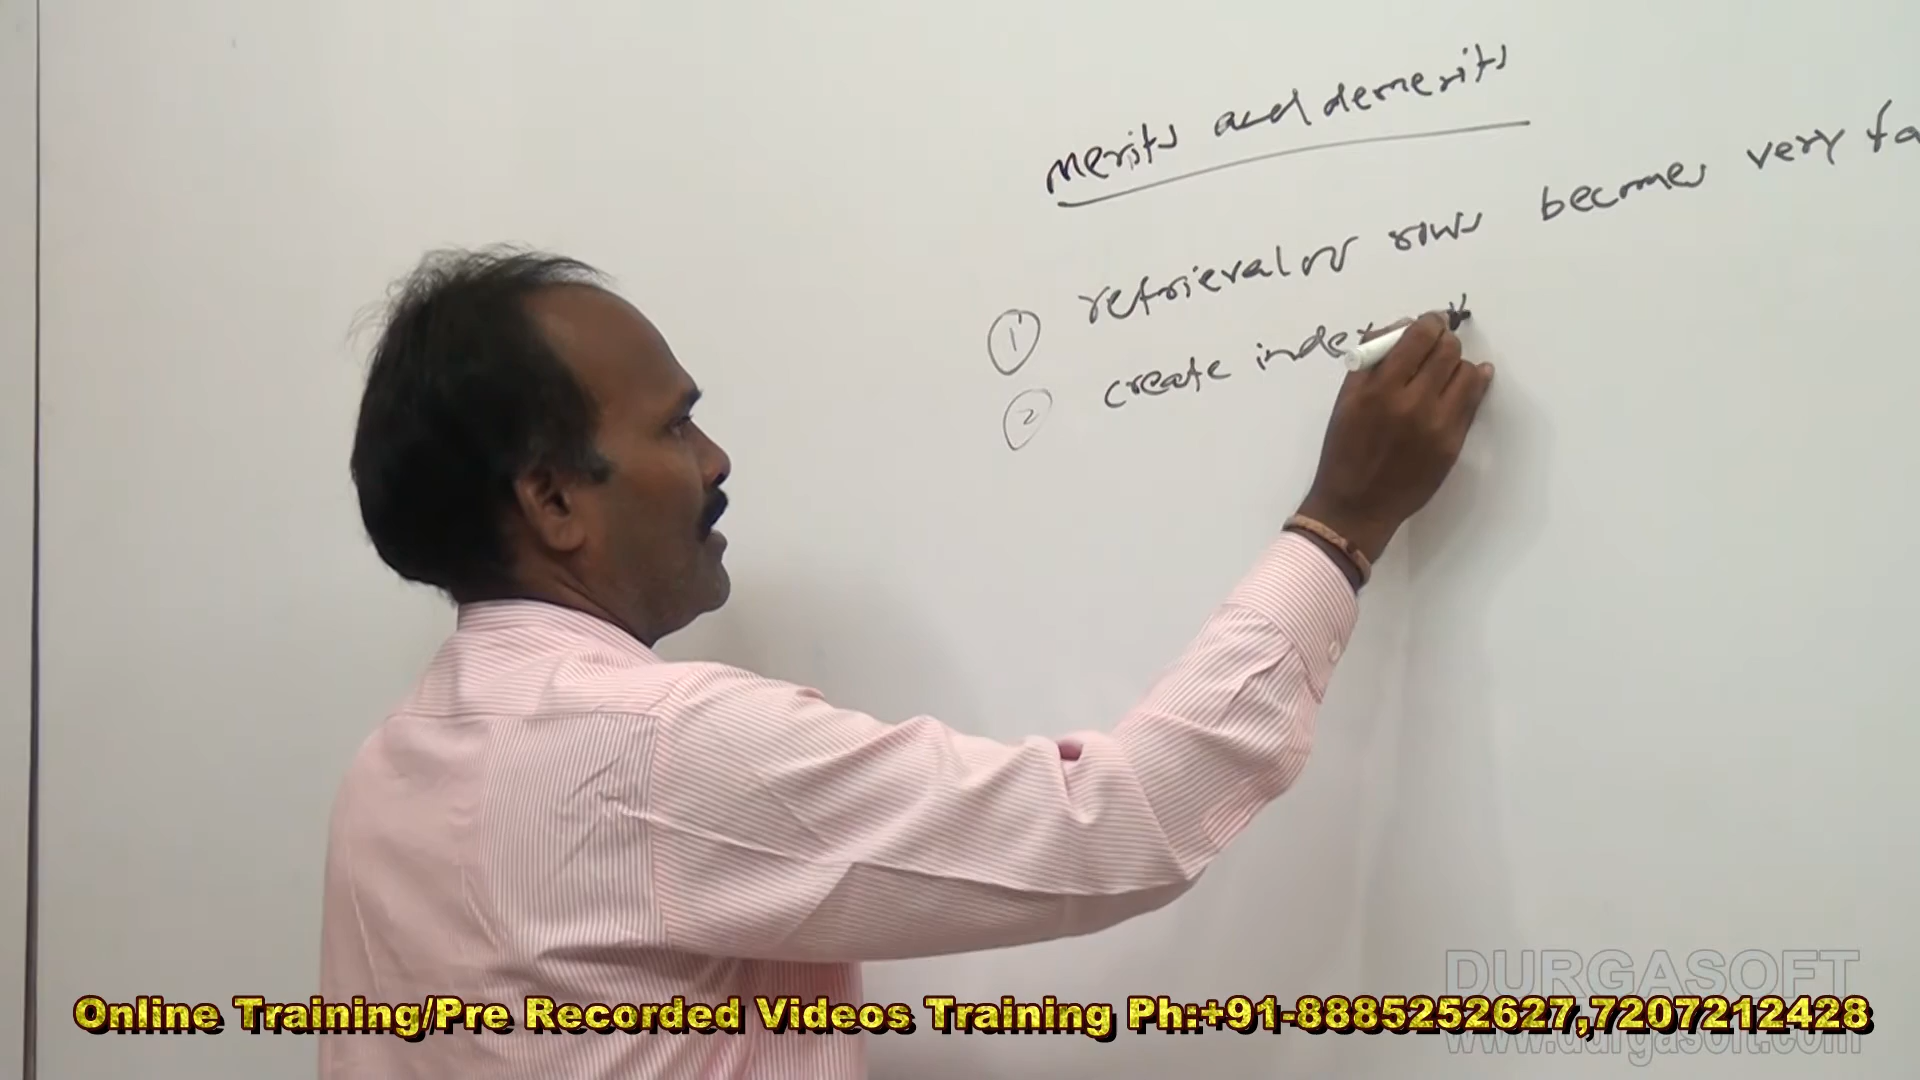 merits and demerits
① retrieval of rows becomes very fa
② create index
DURGASOFT
Online Training/Pre Recorded Videos Training Ph:+91-8885252627,7207212428
www.durgasoft.com